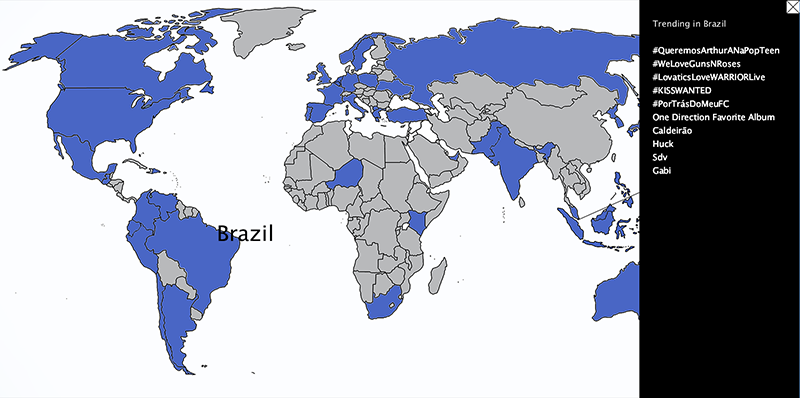 Brazil
Trending in Brazil
#QueremosArthurANaPopTeen
#WeLoveGunsNRoses
#LovaticsLoveWARRIORLive
#KISSWANTED
#PorTrásDoMeuFC
One Direction Favorite Album
Caldeirão
Huck
Sdv
Gabi